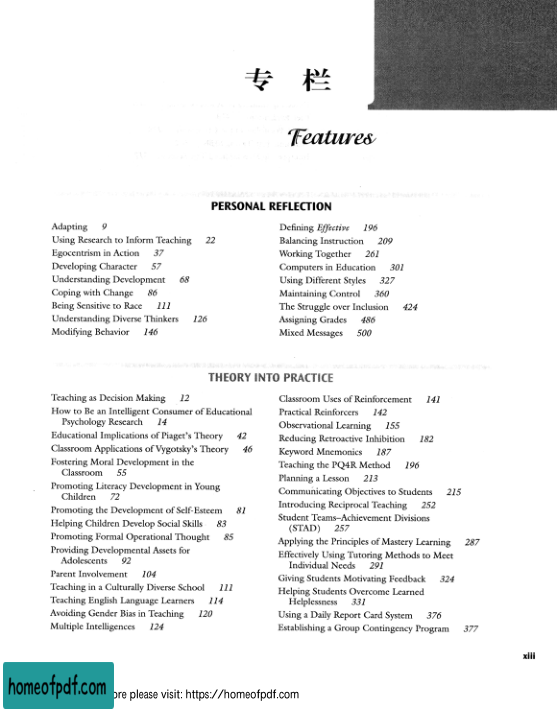 专 栏
Features
PERSONAL REFLECTION
Adapting 9
Using Research to Inform Teaching 22
Egocentrism in Action 37
Developing Character 57
Understanding Development 68
Coping with Change 86
Being Sensitive to Race 111
Understanding Diverse Thinkers 126
Modifying Behavior 146
Defining Effective 196
Balancing Instruction 209
Working Together 261
Computers in Education 301
Using Different Styles 327
Maintaining Control 360
The Struggle over Inclusion 424
Assigning Grades 486
Mixed Messages 500
THEORY INTO PRACTICE
Teaching as Decision Making 12
How to Be an Intelligent Consumer of Educational
Psychology Research 14
Educational Implications of Piaget's Theory 42
Classroom Applications of Vygotsky's Theory 46
Fostering Moral Development in the
Classroom 55
Promoting Literacy Development in Young
Children 72
Promoting the Development of Self-Esteem 81
Helping Children Develop Social Skills 83
Promoting Formal Operational Thought 85
Providing Developmental Assets for
Adolescents 92
Parent Involvement 104
Teaching in a Culturally Diverse School 111
Teaching English Language Learners 114
Avoiding Gender Bias in Teaching 120
Multiple Intelligences 124
Classroom Uses of Reinforcement 141
Practical Reinforcers 142
Observational Learning 155
Reducing Retroactive Inhibition 182
Keyword Mnemonics 187
Teaching the PQ4R Method 196
Planning a Lesson 213
Communicating Objectives to Students 215
Introducing Reciprocal Teaching 252
Student Teams–Achievement Divisions
(STAD) 257
Applying the Principles of Mastery Learning 287
Effectively Using Tutoring Methods to Meet
Individual Needs 291
Giving Students Motivating Feedback 324
Helping Students Overcome Learned
Helplessness 331
Using a Daily Report Card System 376
Establishing a Group Contingency Program 377
xiii
homeofpdf.com
ore please visit: https://homeofpdf.com